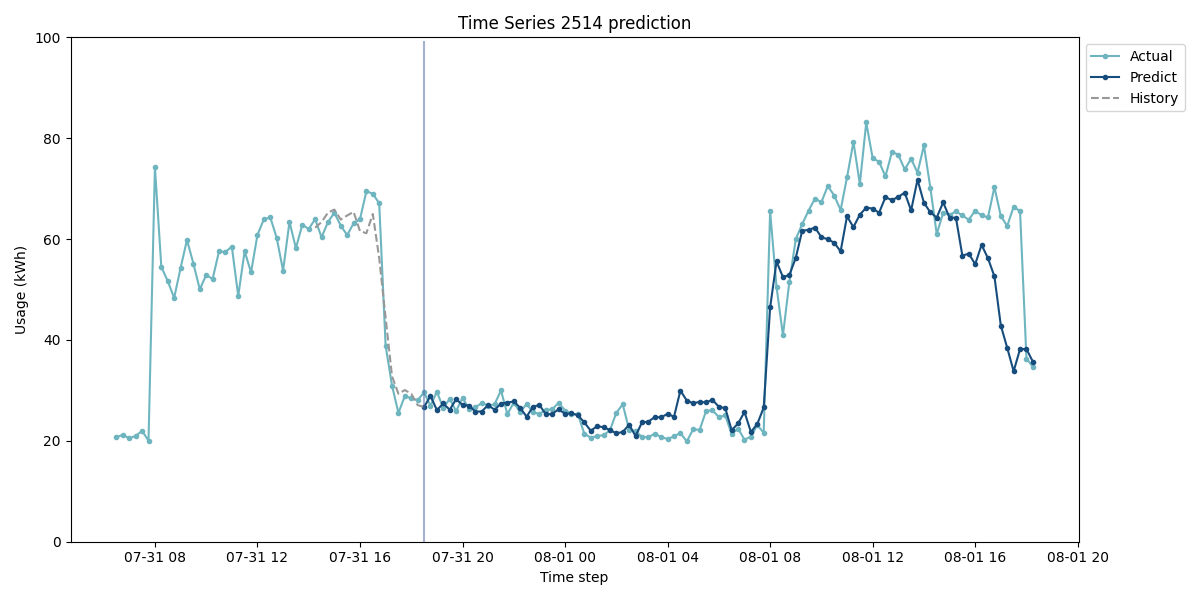 Time Series 2514 prediction
100
80
60
40
20
0
Usage (kWh)
07-31 08
07-31 12
07-31 16
07-31 20
08-01 00
08-01 04
08-01 08
08-01 12
08-01 16
08-01 20
Time step
Actual
Predict
History